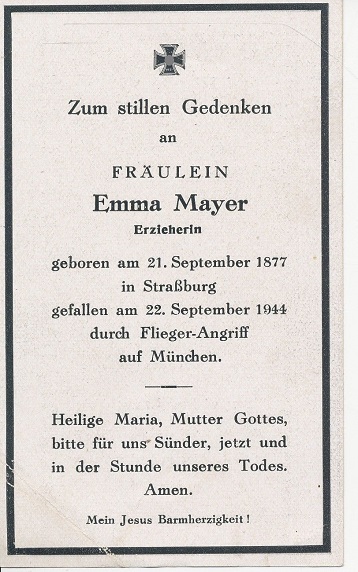 Zum stillen Gedenken
an
FRÄULEIN
Emma Mayer
Erzieherin
geboren am 21. September 1877
in Straßburg
gefallen am 22. September 1944
durch Flieger-Angriff
auf München.
Heilige Maria, Mutter Gottes,
bitte für uns Sünder, jetzt und
in der Stunde unseres Todes.
Amen.
Mein Jesus Barmherzigkeit!